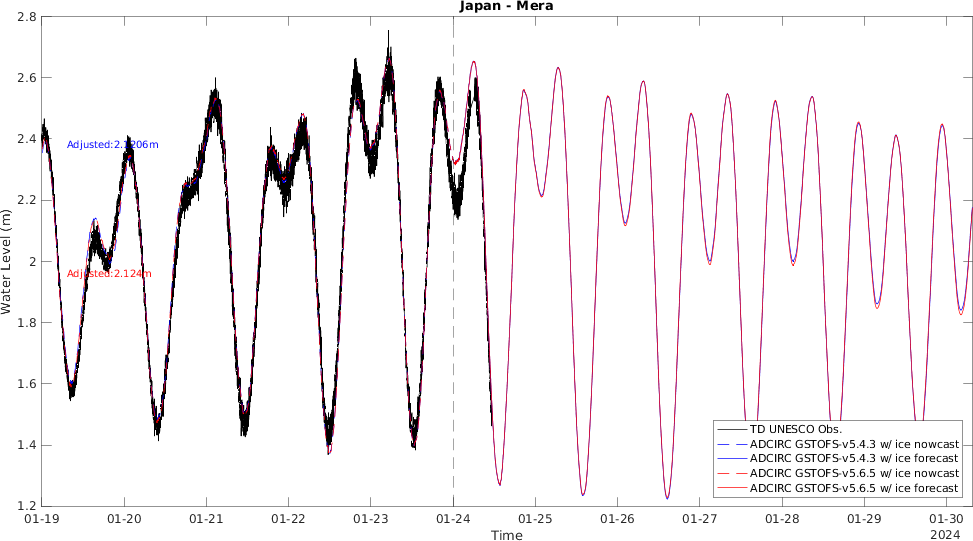 Japan - Mera
2.8
2.6
2.4
2.2
2
1.8
1.6
1.4
1.2
Water Level (m)
Adjusted:2.1206m
Adjusted:2.124m
TD UNESCO Obs.
ADCIRC GSTOFS-v5.4.3 w/ ice nowcast
ADCIRC GSTOFS-v5.4.3 w/ ice forecast
ADCIRC GSTOFS-v5.6.5 w/ ice nowcast
ADCIRC GSTOFS-v5.6.5 w/ ice forecast
01-19 01-20 01-21 01-22 01-23 01-24 01-25 01-26 01-27 01-28 01-29 01-30
Time
2024